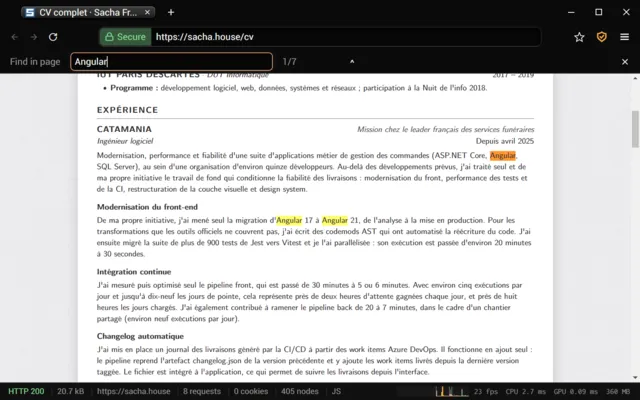 CV complet · Sacha Fr...
Secure
https://sacha.house/cv
Find in page
Angular
1/7
IUT PARIS DESCARTES · DUT Informatique 2017 – 2019
• Programme : développement logiciel, web, données, systèmes et réseaux ; participation à la Nuit de l'info 2018.
EXPÉRIENCE
CATAMANIA Mission chez le leader français des services funéraires
Ingénieur logiciel Depuis avril 2025
Modernisation, performance et fiabilité d'une suite d'applications métier de gestion des commandes (ASP.NET Core, Angular,
SQL Server), au sein d'une organisation d'environ quinze développeurs. Au-delà des développements prévus, j'ai traité seul et de
ma propre initiative le travail de fond qui conditionne la fiabilité des livraisons : modernisation du front, performance des tests et
de la CI, restructuration de la couche visuelle et design system.
Modernisation du front-end
De ma propre initiative, j'ai mené seul la migration d'Angular 17 à Angular 21, de l'analyse à la mise en production. Pour les
transformations que les outils officiels ne couvrent pas, j'ai écrit des codemods AST qui ont automatisé la réécriture du code. J'ai
ensuite migré la suite de plus de 900 tests de Jest vers Vitest et je l'ai parallélisée : son exécution est passée d'environ 20 minutes
à 30 secondes.
Intégration continue
J'ai mesuré puis optimisé seul le pipeline front, qui est passé de 30 minutes à 5 ou 6 minutes. Avec environ cinq exécutions par
jour et jusqu'à dix-neuf les jours de pointe, cela représente près de deux heures d'attente gagnées chaque jour, et près de huit
heures les jours chargés. J'ai également contribué à ramener le pipeline back de 20 à 7 minutes, dans le cadre d'un chantier
partagé (environ neuf exécutions par jour).
Changelog automatique
J'ai mis en place un journal des livraisons généré par la CI/CD à partir des work items Azure DevOps. Il fonctionne en ajout seul :
le pipeline reprend l'artefact changelog.json de la version précédente et y ajoute les work items livrés depuis la dernière version
taggée. Le fichier est intégré à l'application, ce qui permet de suivre les livraisons depuis l'interface.
HTTP 200 20.7 kB https://sacha.house 8 requests 0 cookies 405 nodes JS 23 fps CPU 2.7 ms GPU 0.09 ms 360 MB